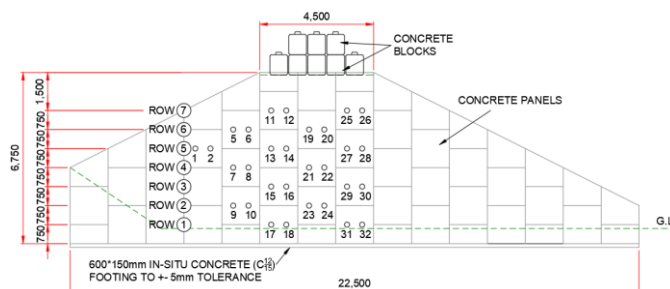 4,500
CONCRETE
BLOCKS
1,500
ROW 7
11 12
25 26
CONCRETE PANELS
750
ROW 6
5 6
19 20
6,750
750
ROW 5
1 2
13 14
27 28
750
ROW 4
7 8
21 22
750
ROW 3
15 16
29 30
750
ROW 2
9 10
23 24
750
ROW 1
17 18
31 32
G.L
750
600*150mm IN-SITU CONCRETE (C12/15)
FOOTING TO +- 5mm TOLERANCE
22,500